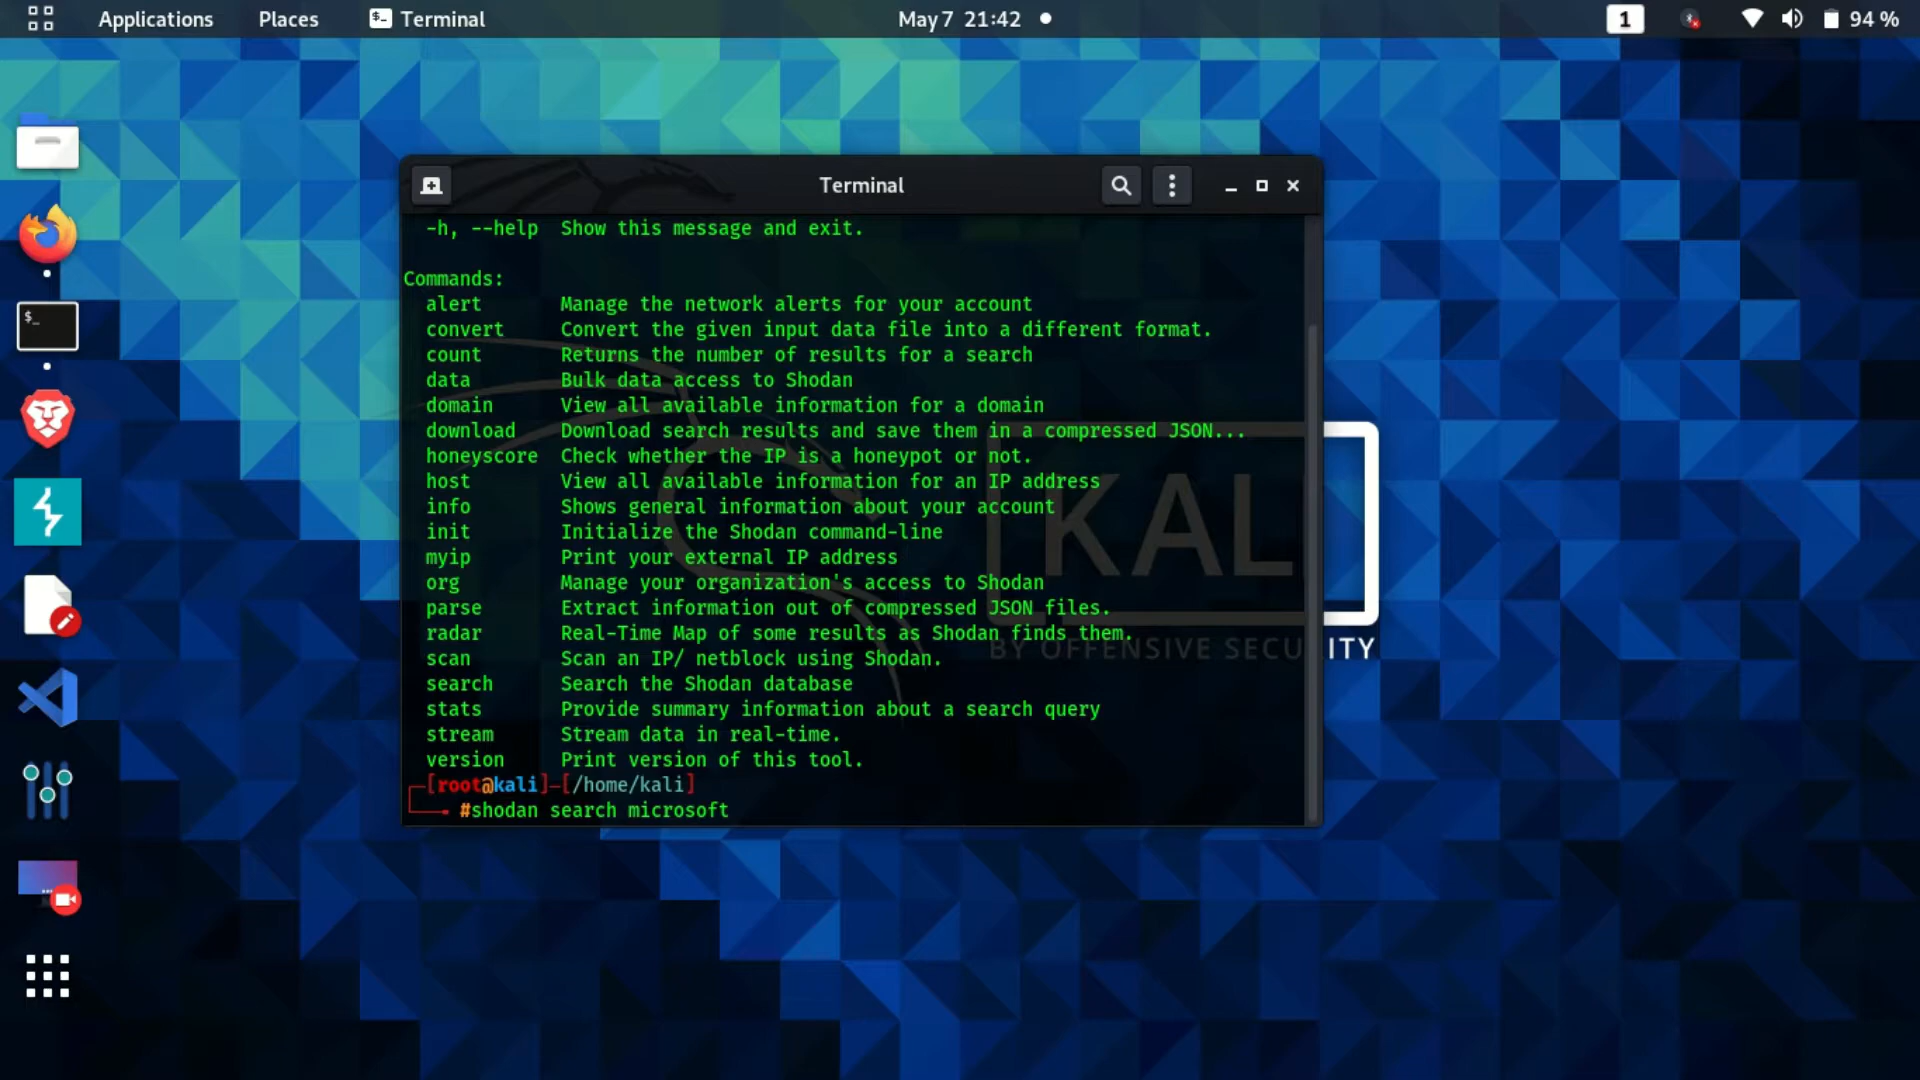 Applications Places Terminal May 7 21:42 1 94 %
Terminal
-h, --help Show this message and exit.
Commands:
alert Manage the network alerts for your account
convert Convert the given input data file into a different format.
count Returns the number of results for a search
data Bulk data access to Shodan
domain View all available information for a domain
download Download search results and save them in a compressed JSON...
honeyscore Check whether the IP is a honeypot or not.
host View all available information for an IP address
info Shows general information about your account
init Initialize the Shodan command-line
myip Print your external IP address
org Manage your organization's access to Shodan
parse Extract information out of compressed JSON files.
radar Real-Time Map of some results as Shodan finds them.
scan Scan an IP/ netblock using Shodan.
search Search the Shodan database
stats Provide summary information about a search query
stream Stream data in real-time.
version Print version of this tool.
[root@kali]-[/home/kali]
#shodan search microsoft
KALI
BY OFFENSIVE SECURITY
$_